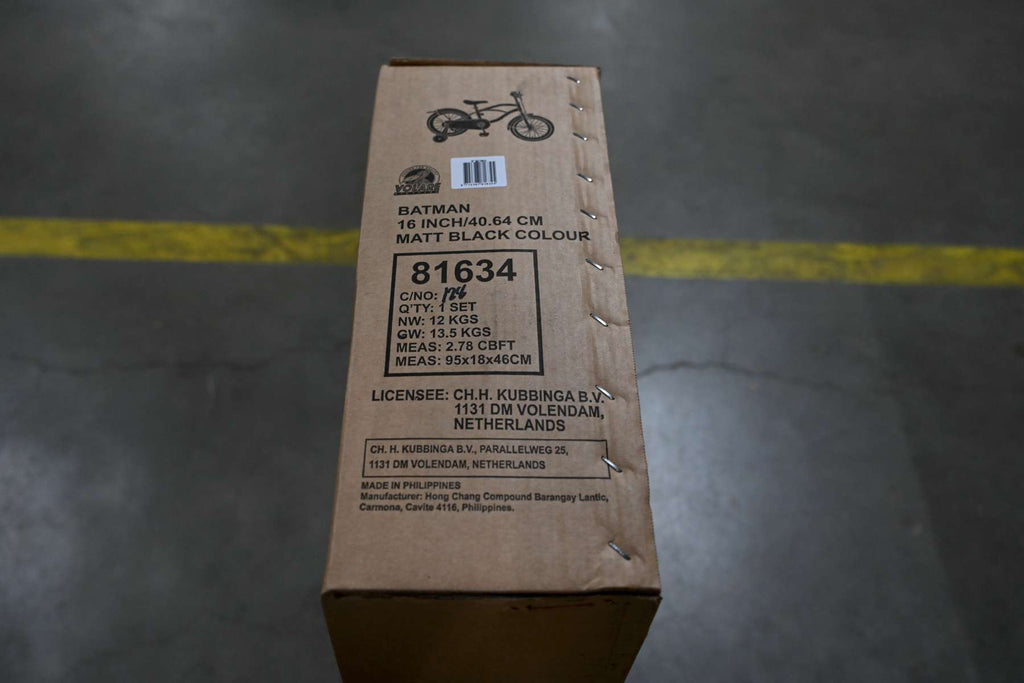 VOLARE
BATMAN
16 INCH/40.64 CM
MATT BLACK COLOUR
81634
C/NO: 126
Q'TY: 1 SET
NW: 12 KGS
GW: 13.5 KGS
MEAS: 2.78 CBFT
MEAS: 95x18x46CM
LICENSEE: CH.H. KUBBINGA B.V.
1131 DM VOLENDAM,
NETHERLANDS
CH. H. KUBBINGA B.V., PARALLELWEG 25,
1131 DM VOLENDAM, NETHERLANDS
MADE IN PHILIPPINES
Manufacturer: Hong Chang Compound Barangay Lantic,
Carmona, Cavite 4116, Philippines.